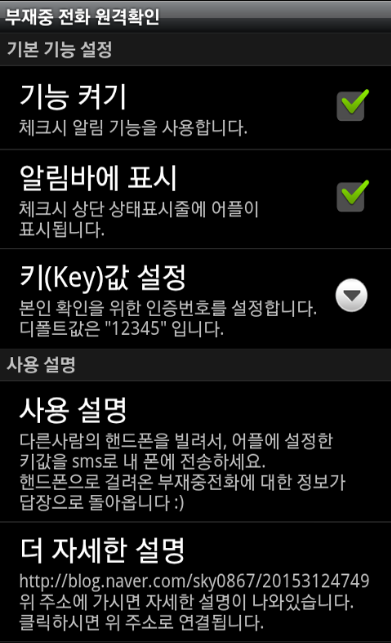 부재중 전화 원격확인
기본 기능 설정
기능 켜기
체크시 알림 기능을 사용합니다.
알림바에 표시
체크시 상단 상태표시줄에 어플이
표시됩니다.
키(Key)값 설정
본인 확인을 위한 인증번호를 설정합니다.
디폴트값은 "12345" 입니다.
사용 설명
사용 설명
다른사람의 핸드폰을 빌려서, 어플에 설정한
키값을 sms로 내 폰에 전송하세요.
핸드폰으로 걸려온 부재중전화에 대한 정보가
답장으로 돌아옵니다 :)
더 자세한 설명
http://blog.naver.com/sky0867/20153124749
위 주소에 가시면 자세한 설명이 나와있습니다.
클릭하시면 위 주소로 연결됩니다.